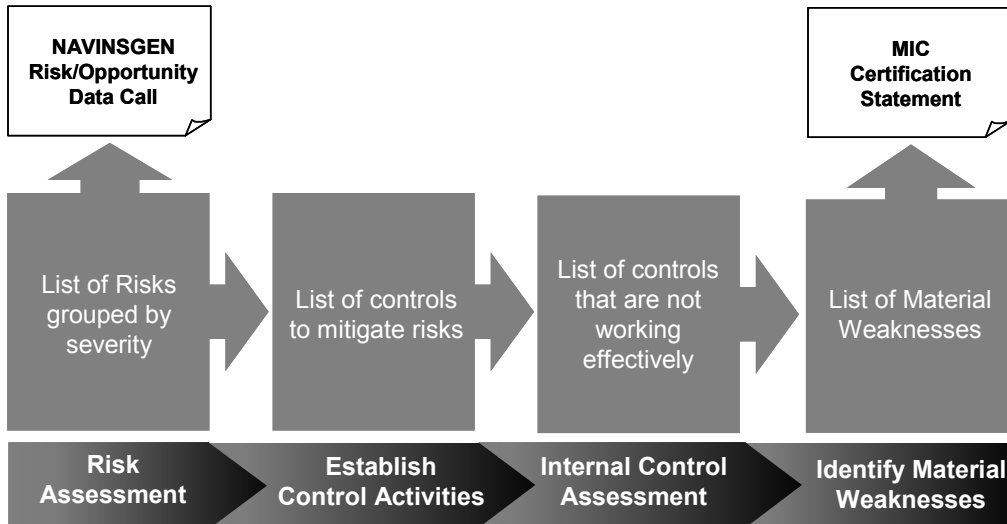 NAVINSGEN
Risk/Opportunity
Data Call
MIC
Certification
Statement
List of Risks
grouped by
severity
List of controls
to mitigate risks
List of controls
that are not
working
effectively
List of Material
Weaknesses
Risk
Assessment
Establish
Control Activities
Internal Control
Assessment
Identify Material
Weaknesses